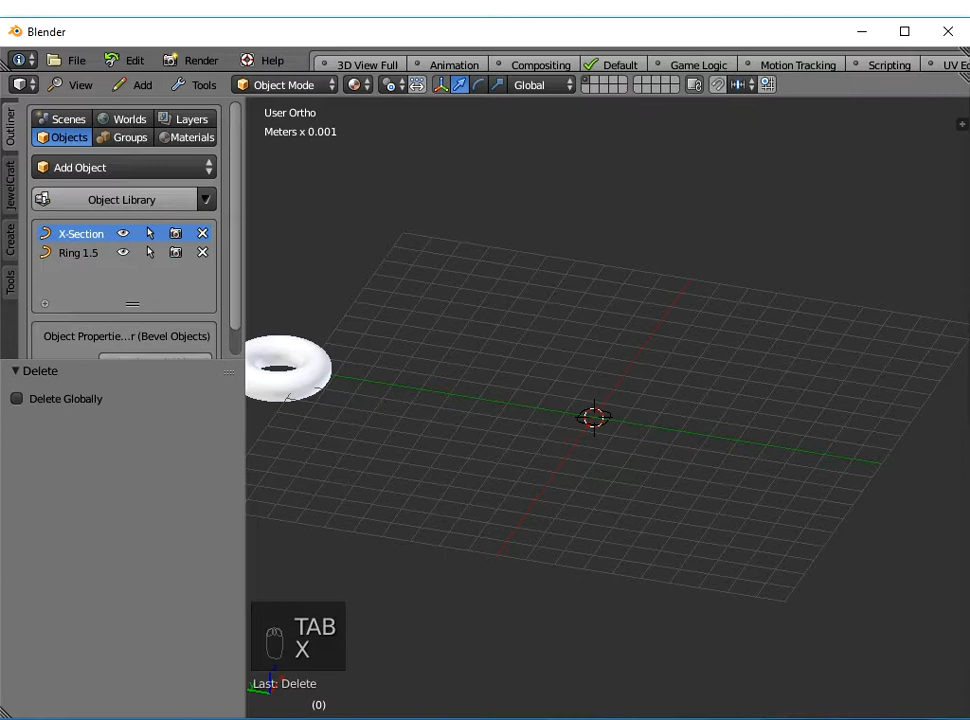 Blender
File Edit Render Help 3D View Full Animation Compositing Default Game Logic Motion Tracking Scripting UV Ec
View Add Tools Object Mode Global
Outliner
JewelCraft
Create
Tools
Scenes Worlds Layers
Objects Groups Materials
Add Object
Object Library
X-Section
Ring 1.5
Object Propertie...r (Bevel Objects)
Delete
Delete Globally
User Ortho
Meters x 0.001
TAB
X
Last: Delete
(0)